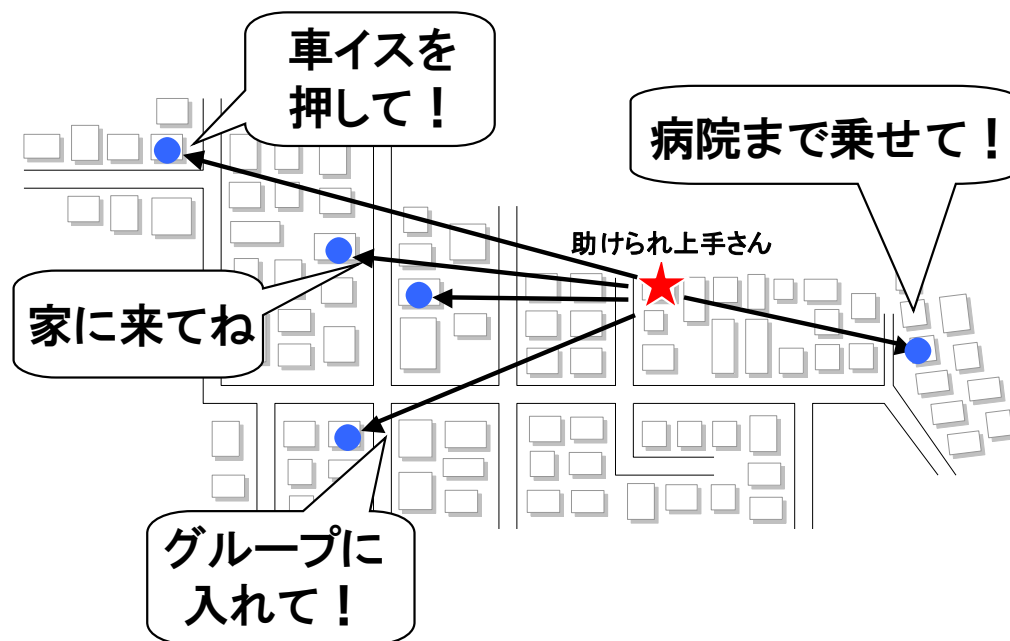 車イスを
押して！
病院まで乗せて！
助けられ上手さん
家に来てね
グループに
入れて！